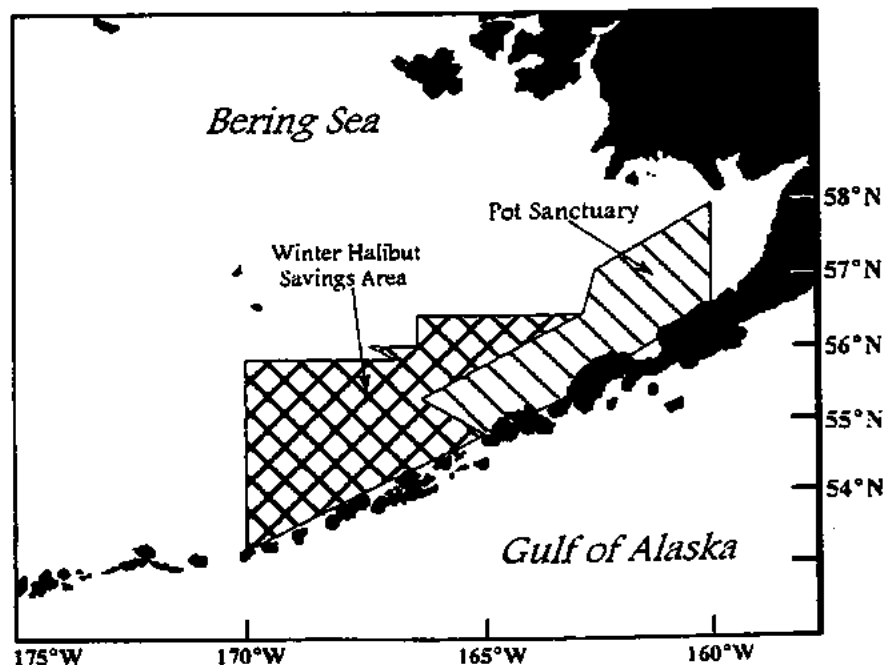 Bering Sea
58°N
Pot Sanctuary
Winter Halibut
Savings Area
57°N
56°N
55°N
54°N
Gulf of Alaska
175°W
170°W
165°W
160°W